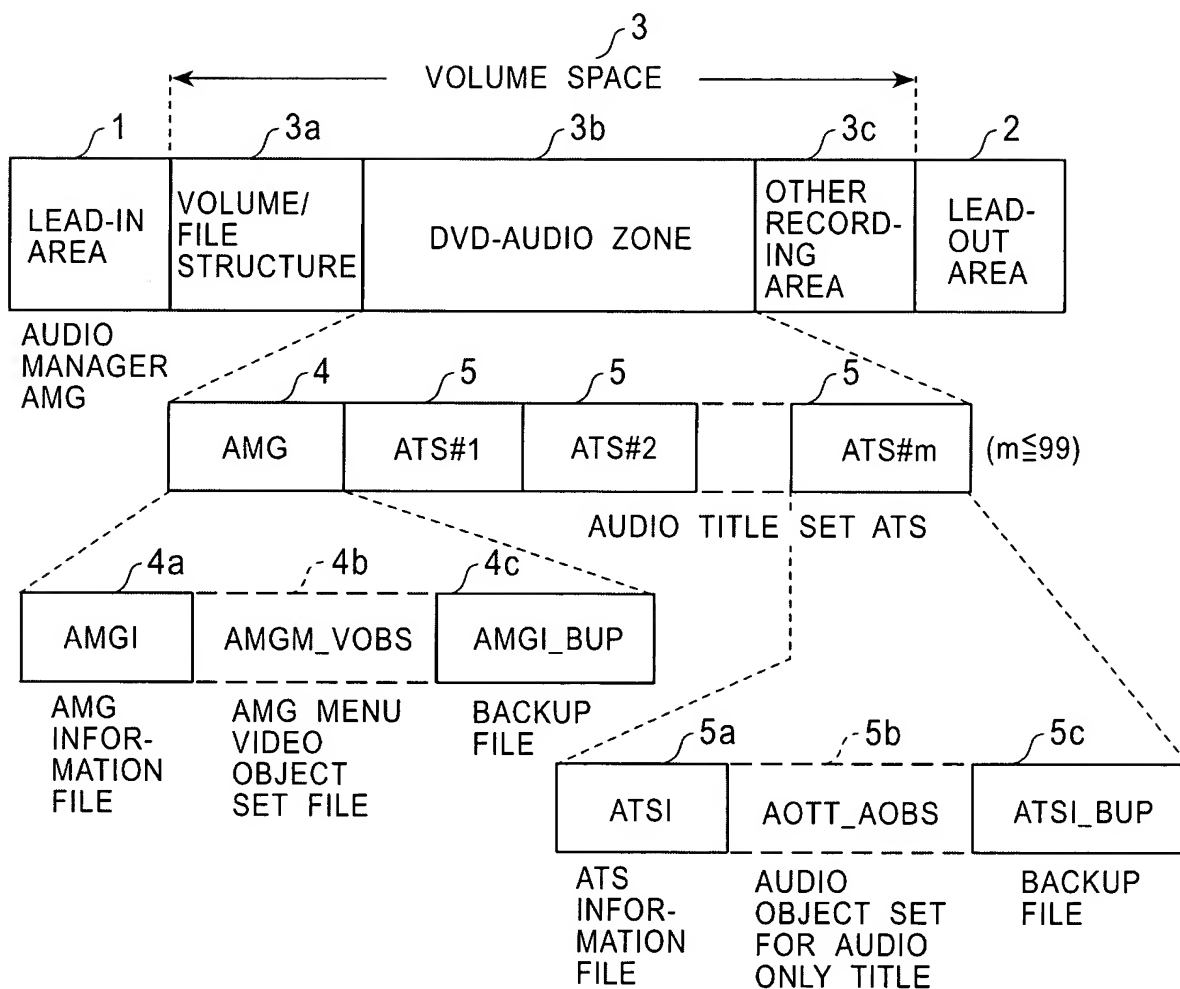 3
VOLUME SPACE
1
3a
3b
3c
2
LEAD-IN
AREA
VOLUME/
FILE
STRUCTURE
DVD-AUDIO ZONE
OTHER
RECORD-
ING
AREA
LEAD-
OUT
AREA
AUDIO
MANAGER
AMG
4
5
5
5
AMG
ATS#1
ATS#2
ATS#m
(m≦99)
AUDIO TITLE SET ATS
4a
4b
4c
AMGI
AMGM_VOBS
AMGI_BUP
AMG
INFOR-
MATION
FILE
AMG MENU
VIDEO
OBJECT
SET FILE
BACKUP
FILE
5a
5b
5c
ATSI
AOTT_AOBS
ATSI_BUP
ATS
INFOR-
MATION
FILE
AUDIO
OBJECT SET
FOR AUDIO
ONLY TITLE
BACKUP
FILE